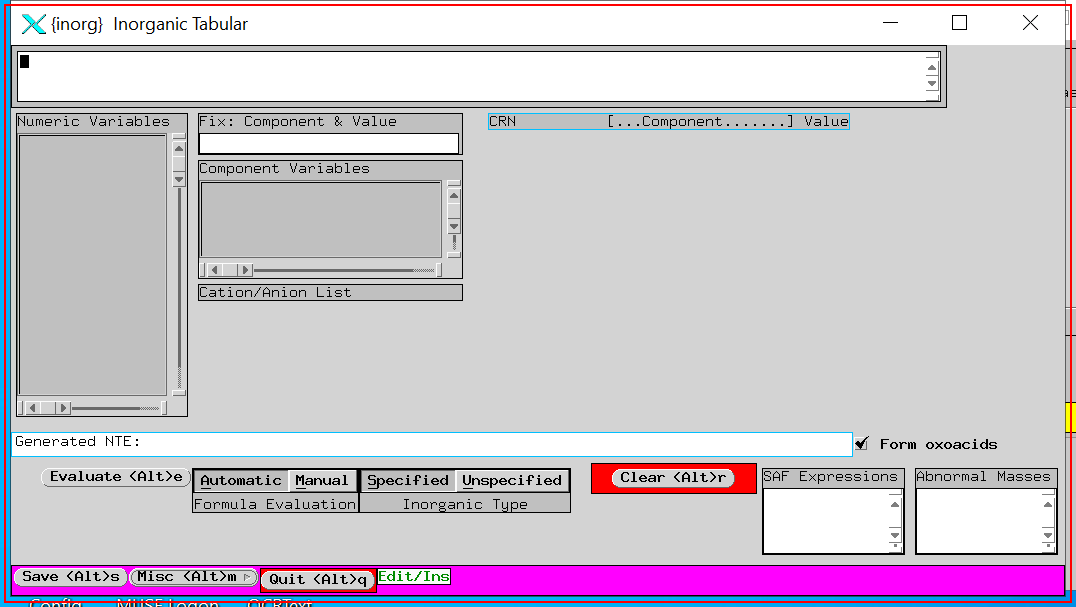 {inorg} Inorganic Tabular
Numeric Variables
Fix: Component & Value
CRN [...Component.......] Value
Component Variables
Cation/Anion List
Generated NTE:
Form oxoacids
Evaluate <Alt>e
Automatic Manual
Formula Evaluation
Specified Unspecified
Inorganic Type
Clear <Alt>r
SAF Expressions
Abnormal Masses
Save <Alt>s Misc <Alt>m Quit <Alt>q Edit/Ins
Config MUSE Logon OCRText